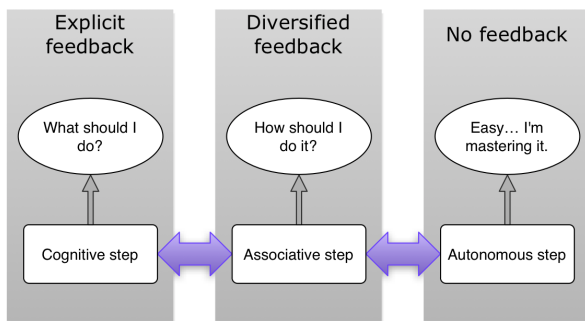 Explicit
feedback
Diversified
feedback
No feedback
What should I
do?
How should I
do it?
Easy... I'm
mastering it.
Cognitive step
Associative step
Autonomous step